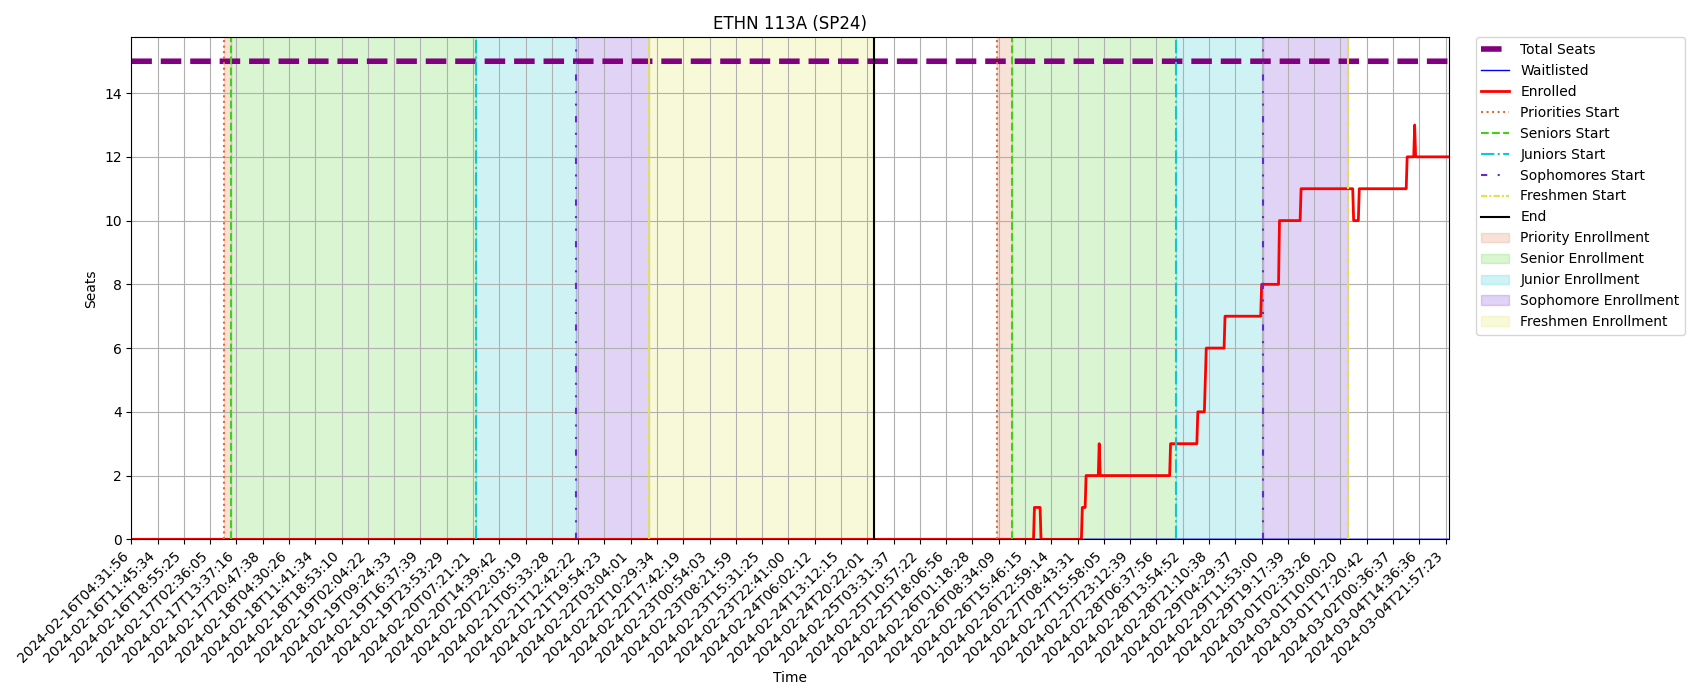 ETHN 113A (SP24)
Total Seats
Waitlisted
Enrolled
Priorities Start
Seniors Start
Juniors Start
Sophomores Start
Freshmen Start
End
Priority Enrollment
Senior Enrollment
Junior Enrollment
Sophomore Enrollment
Freshmen Enrollment
Seats
14
12
10
8
6
4
2
0
2024-02-16T04:31:56
2024-02-16T11:45:34
2024-02-16T18:55:25
2024-02-17T02:36:05
2024-02-17T13:37:16
2024-02-17T20:47:38
2024-02-18T04:30:26
2024-02-18T11:41:34
2024-02-18T18:53:10
2024-02-19T02:04:22
2024-02-19T09:24:33
2024-02-19T16:37:39
2024-02-19T23:53:29
2024-02-20T07:21:21
2024-02-20T14:39:42
2024-02-20T22:03:19
2024-02-21T05:33:28
2024-02-21T12:42:22
2024-02-21T19:54:23
2024-02-22T03:04:01
2024-02-22T10:29:34
2024-02-22T17:42:19
2024-02-23T00:54:03
2024-02-23T08:21:59
2024-02-23T15:31:25
2024-02-23T22:41:00
2024-02-24T06:02:12
2024-02-24T13:12:15
2024-02-24T20:22:01
2024-02-25T03:31:37
2024-02-25T10:57:22
2024-02-25T18:06:56
2024-02-26T01:18:28
2024-02-26T08:34:09
2024-02-26T15:46:15
2024-02-26T22:59:14
2024-02-27T08:43:31
2024-02-27T15:58:05
2024-02-27T23:12:39
2024-02-28T06:37:56
2024-02-28T13:54:52
2024-02-28T21:10:38
2024-02-29T04:29:37
2024-02-29T11:53:00
2024-02-29T19:17:39
2024-03-01T02:33:26
2024-03-01T10:00:20
2024-03-01T17:20:42
2024-03-02T00:36:37
2024-03-04T14:36:36
2024-03-04T21:57:23
Time